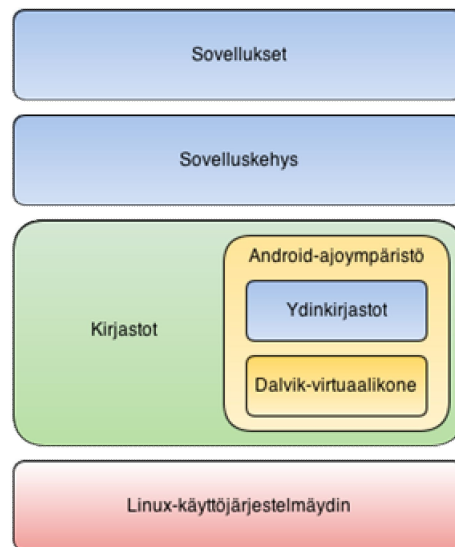 Sovellukset
Sovelluskehys
Android-ajoympäristö
Ydinkirjastot
Kirjastot
Dalvik-virtuaalikone
Linux-käyttöjärjestelmäydin